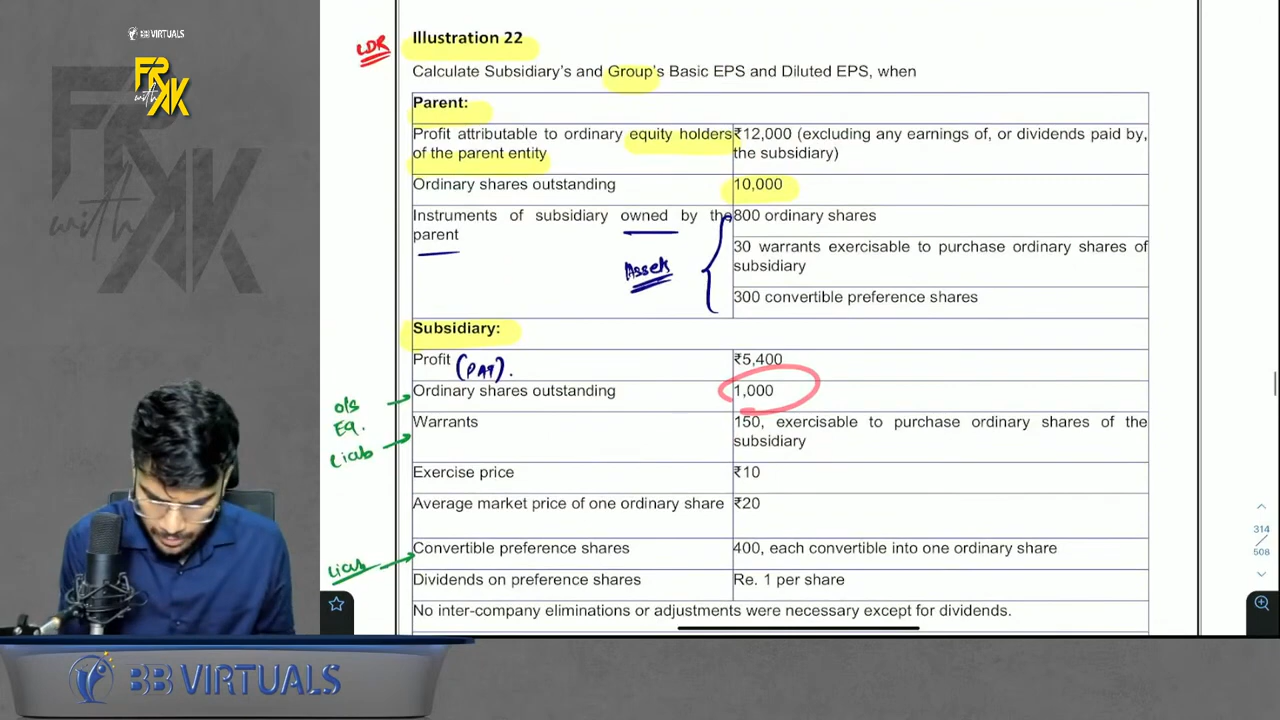 BB VIRTUALS
FR
with
AK
FR
with
AK
LDR
Illustration 22
Calculate Subsidiary's and Group's Basic EPS and Diluted EPS, when
Parent:
Profit attributable to ordinary equity holders of the parent entity
₹12,000 (excluding any earnings of, or dividends paid by, the subsidiary)
Ordinary shares outstanding
10,000
Instruments of subsidiary owned by the parent
Assets
800 ordinary shares
30 warrants exercisable to purchase ordinary shares of subsidiary
300 convertible preference shares
Subsidiary:
Profit (PAT).
₹5,400
o/s
Eq.
Ordinary shares outstanding
1,000
Liab
Warrants
150, exercisable to purchase ordinary shares of the subsidiary
Exercise price
₹10
Average market price of one ordinary share
₹20
Liab
Convertible preference shares
400, each convertible into one ordinary share
Dividends on preference shares
Re. 1 per share
No inter-company eliminations or adjustments were necessary except for dividends.
314
508
BB VIRTUALS